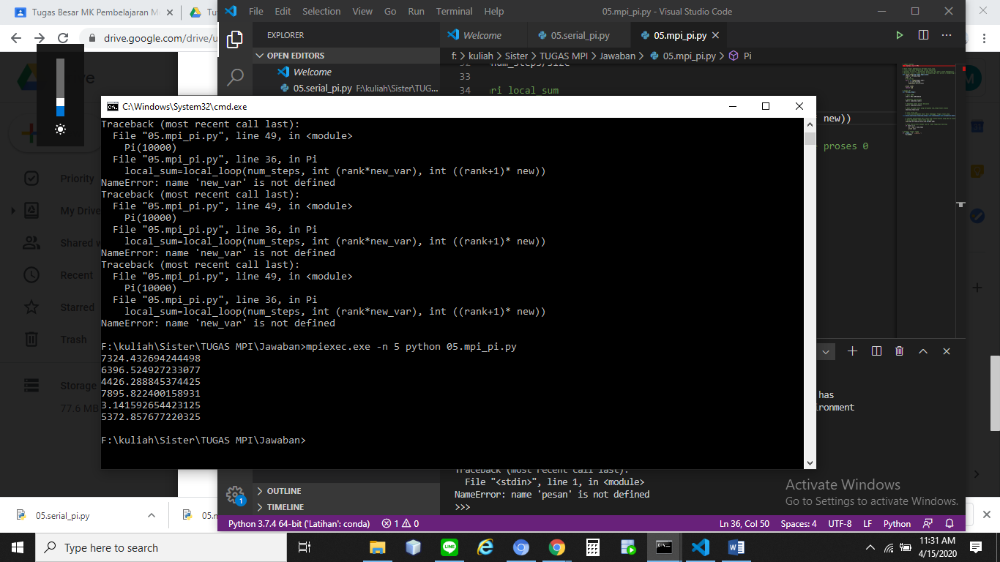 Tugas Besar MK Pembelajaran M
drive.google.com/drive/u
Priority
My Drive
Shared w
Recent
Starred
Trash
Storage
77.6 MB
File Edit Selection View Go Run Terminal Help
05.mpi_pi.py - Visual Studio Code
EXPLORER
OPEN EDITORS
Welcome
05.serial_pi.py F:\kuliah\Sister\TUG...
Welcome
05.serial_pi.py
05.mpi_pi.py
f: > kuliah > Sister > TUGAS MPI > Jawaban > 05.mpi_pi.py > Pi
33
34 ari local sum
new))
proses 0
C:\Windows\System32\cmd.exe
Traceback (most recent call last):
File "05.mpi_pi.py", line 49, in <module>
Pi(10000)
File "05.mpi_pi.py", line 36, in Pi
local_sum=local_loop(num_steps, int (rank*new_var), int ((rank+1)* new))
NameError: name 'new_var' is not defined
Traceback (most recent call last):
File "05.mpi_pi.py", line 49, in <module>
Pi(10000)
File "05.mpi_pi.py", line 36, in Pi
local_sum=local_loop(num_steps, int (rank*new_var), int ((rank+1)* new))
NameError: name 'new_var' is not defined
Traceback (most recent call last):
File "05.mpi_pi.py", line 49, in <module>
Pi(10000)
File "05.mpi_pi.py", line 36, in Pi
local_sum=local_loop(num_steps, int (rank*new_var), int ((rank+1)* new))
NameError: name 'new_var' is not defined
F:\kuliah\Sister\TUGAS MPI\Jawaban>mpiexec.exe -n 5 python 05.mpi_pi.py
7324.432694244498
6396.524927233077
4426.288845374425
7895.822400158931
3.141592654423125
5372.857677220325
F:\kuliah\Sister\TUGAS MPI\Jawaban>
has
ironment
Traceback (most recent call last):
File "<stdin>", line 1, in <module>
NameError: name 'pesan' is not defined
>>>
OUTLINE
TIMELINE
1
Activate Windows
Go to Settings to activate Windows.
05.serial_pi.py
05.m
Python 3.7.4 64-bit ('Latihan': conda) 1 0
Ln 36, Col 50 Spaces: 4 UTF-8 LF Python
Type here to search
11:31 AM
4/15/2020